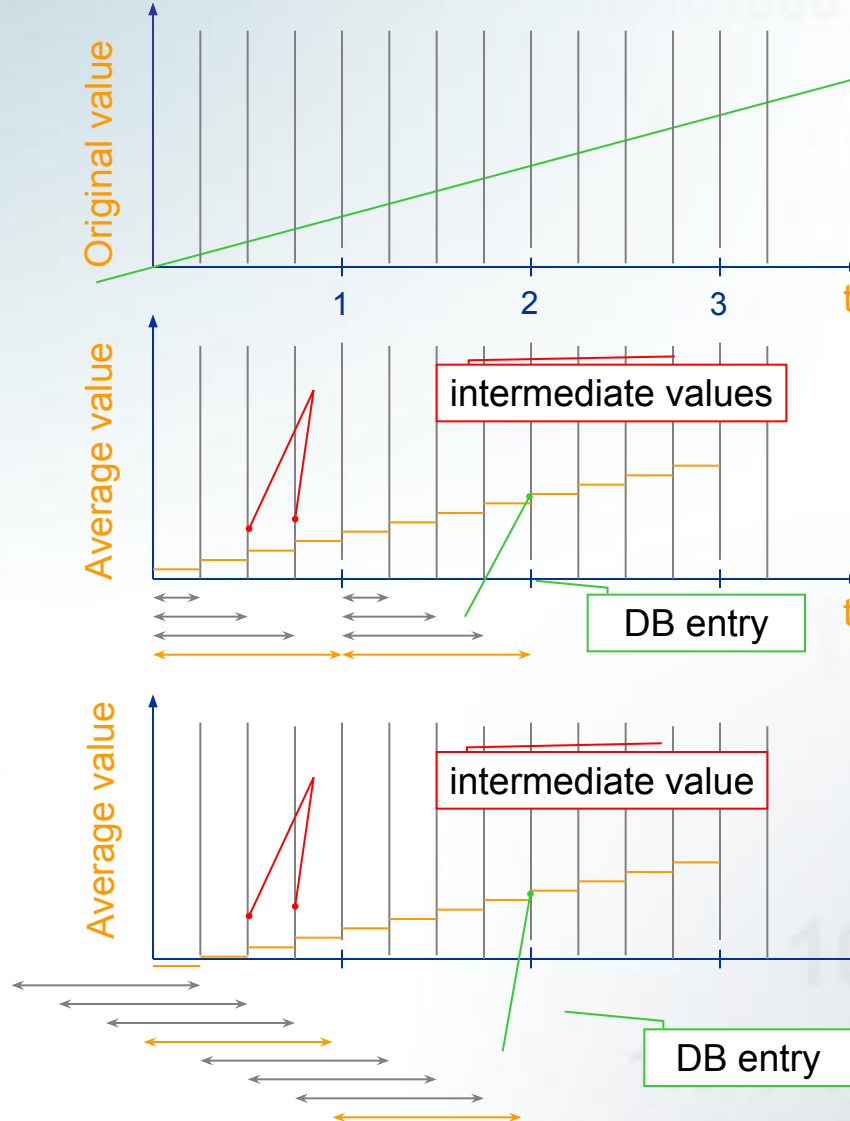 Original value
1
2
3
t
Average value
intermediate values
DB entry
t
Average value
intermediate value
DB entry